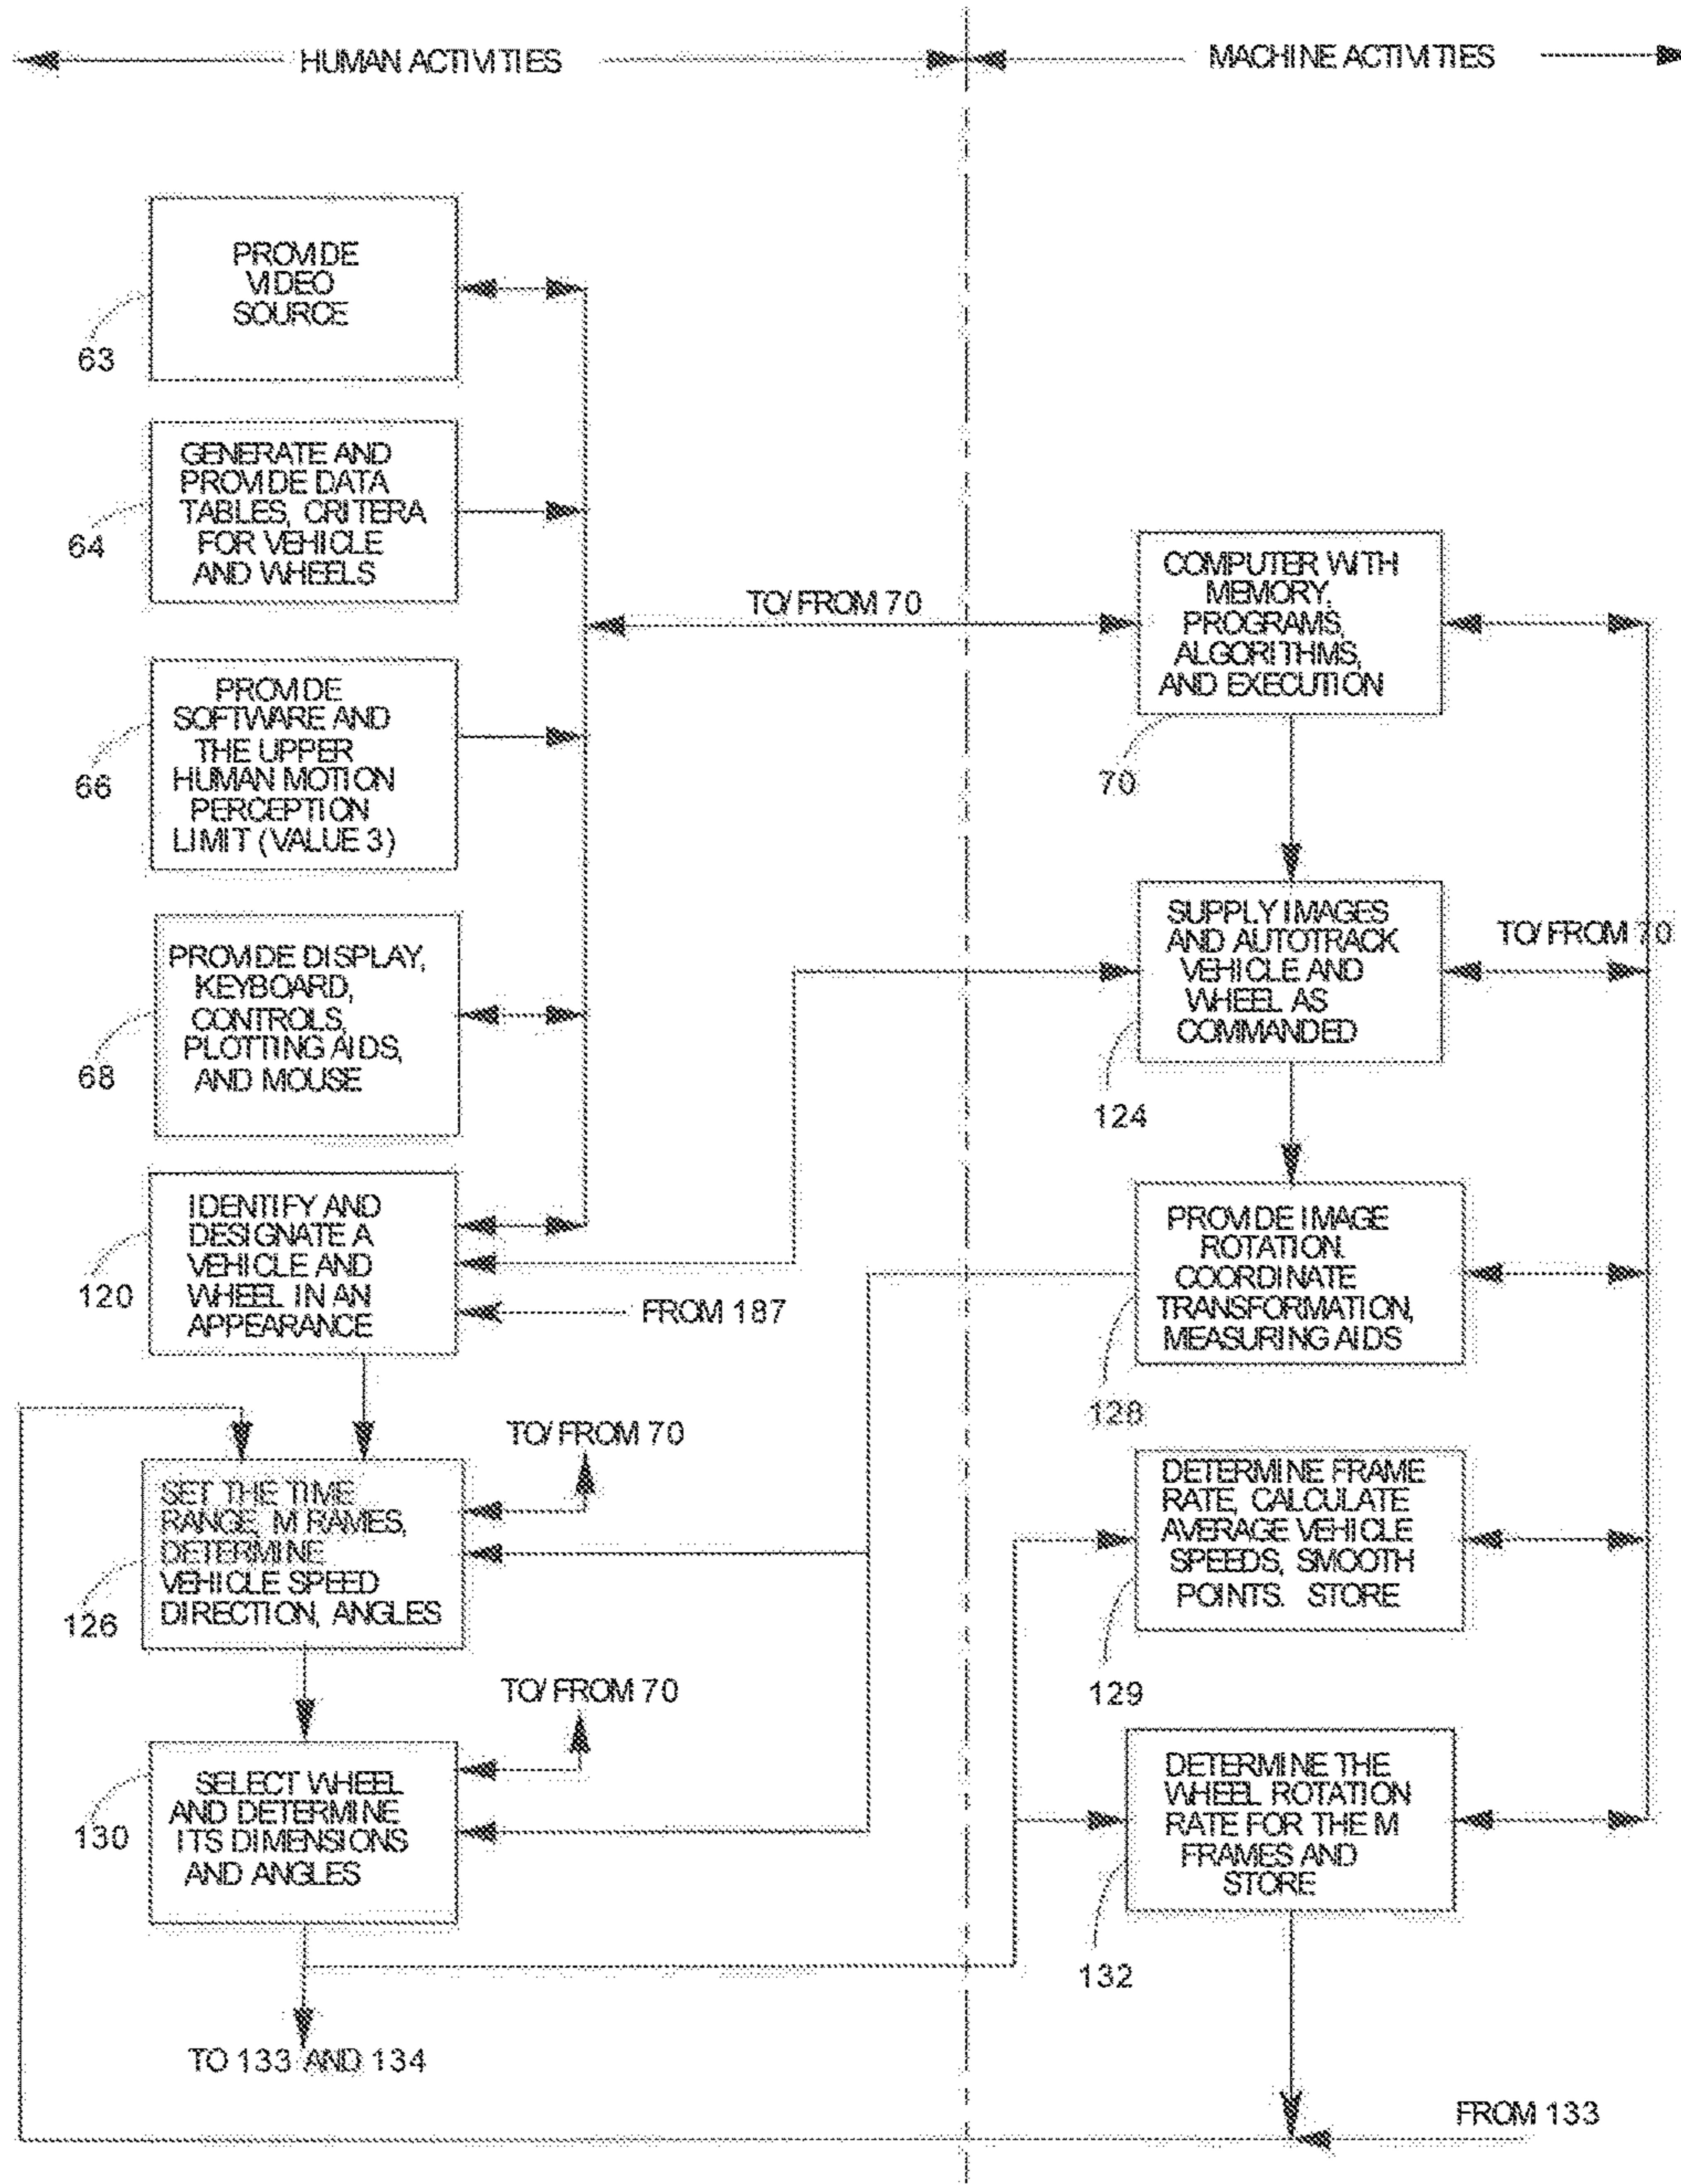 HUMAN ACTIVITIES
MACHINE ACTIVITIES
PROVIDE
VIDEO
SOURCE
63
GENERATE AND
PROVIDE DATA
TABLES, CRITERA
FOR VEHICLE
AND WHEELS
64
PROVIDE
SOFTWARE AND
THE UPPER
HUMAN MOTION
PERCEPTION
LIMIT (VALUE 3)
66
PROVIDE DISPLAY,
KEYBOARD,
CONTROLS,
PLOTTING AIDS,
AND MOUSE
68
IDENTIFY AND
DESIGNATE A
VEHICLE AND
WHEEL IN AN
APPEARANCE
120
FROM 187
SET THE TIME
RANGE, M RAMES,
DETERMINE
VEHICLE SPEED
DIRECTION, ANGLES
126
TO/ FROM 70
SELECT WHEEL
AND DETERMINE
ITS DIMENSIONS
AND ANGLES
130
TO/ FROM 70
TO 133 AND 134
TO/ FROM 70
COMPUTER WITH
MEMORY,
PROGRAMS,
ALGORITHMS,
AND EXECUTION
70
SUPPLY IMAGES
AND AUTOTRACK
VEHICLE AND
WHEEL AS
COMMANDED
124
TO/ FROM 70
PROVIDE IMAGE
ROTATION.
COORDINATE
TRANSFORMATION,
MEASURING AIDS
128
DETERMINE FRAME
RATE, CALCULATE
AVERAGE VEHICLE
SPEEDS, SMOOTH
POINTS. STORE
129
DETERMINE THE
WHEEL ROTATION
RATE FOR THE M
FRAMES AND
STORE
132
FROM 133